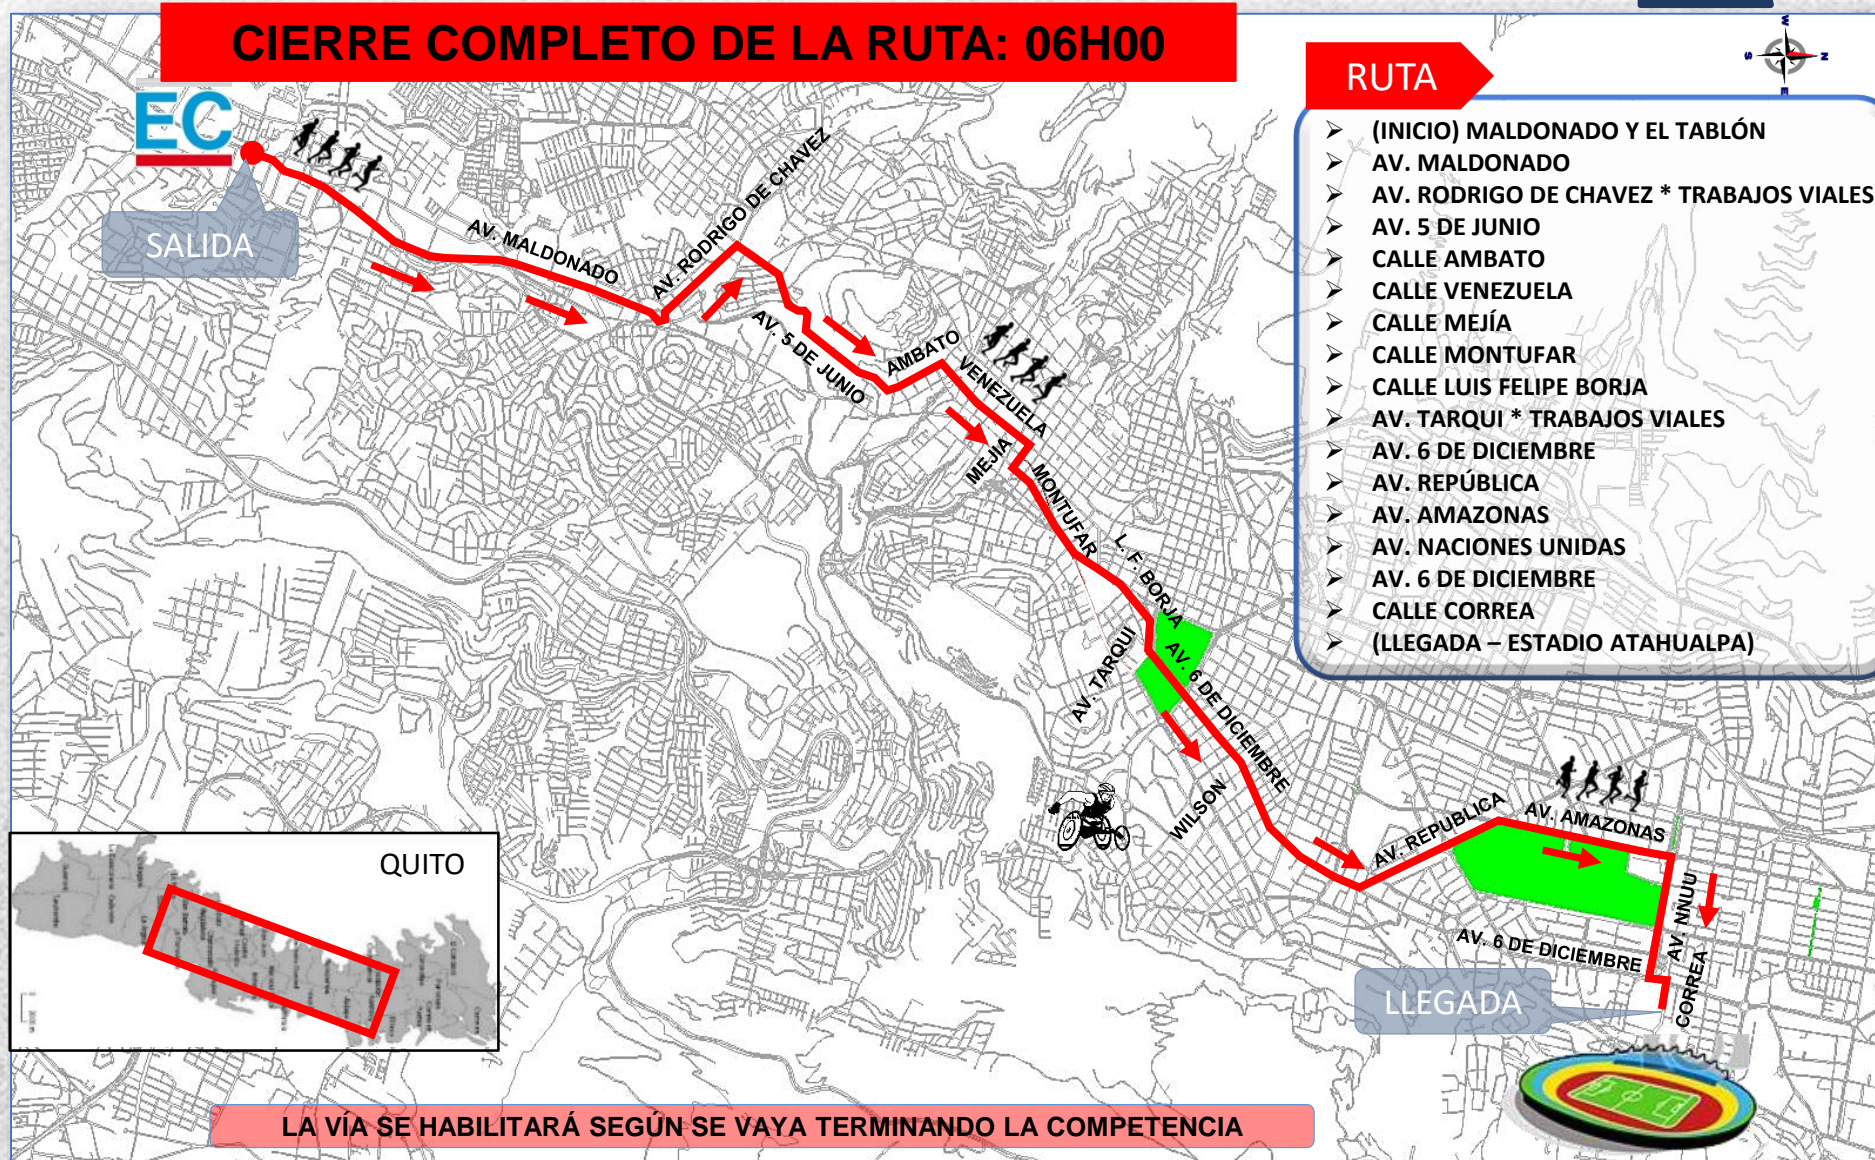 CIERRE COMPLETO DE LA RUTA: 06H00
W
S
N
E
EC
SALIDA
RUTA
(INICIO) MALDONADO Y EL TABLÓN
AV. MALDONADO
AV. RODRIGO DE CHAVEZ * TRABAJOS VIALES
AV. 5 DE JUNIO
CALLE AMBATO
CALLE VENEZUELA
CALLE MEJÍA
CALLE MONTUFAR
CALLE LUIS FELIPE BORJA
AV. TARQUI * TRABAJOS VIALES
AV. 6 DE DICIEMBRE
AV. REPÚBLICA
AV. AMAZONAS
AV. NACIONES UNIDAS
AV. 6 DE DICIEMBRE
CALLE CORREA
(LLEGADA – ESTADIO ATAHUALPA)
AV. MALDONADO
AV. RODRIGO DE CHAVEZ
AV. 5 DE JUNIO
AMBATO
VENEZUELA
MEJIA
MONTUFAR
L. F. BORJA
AV. TARQUI
AV. 6 DE DICIEMBRE
WILSON
AV. REPUBLICA
AV. AMAZONAS
AV. NNUU
AV. 6 DE DICIEMBRE
CORREA
LLEGADA
QUITO
LA VÍA SE HABILITARÁ SEGÚN SE VAYA TERMINANDO LA COMPETENCIA